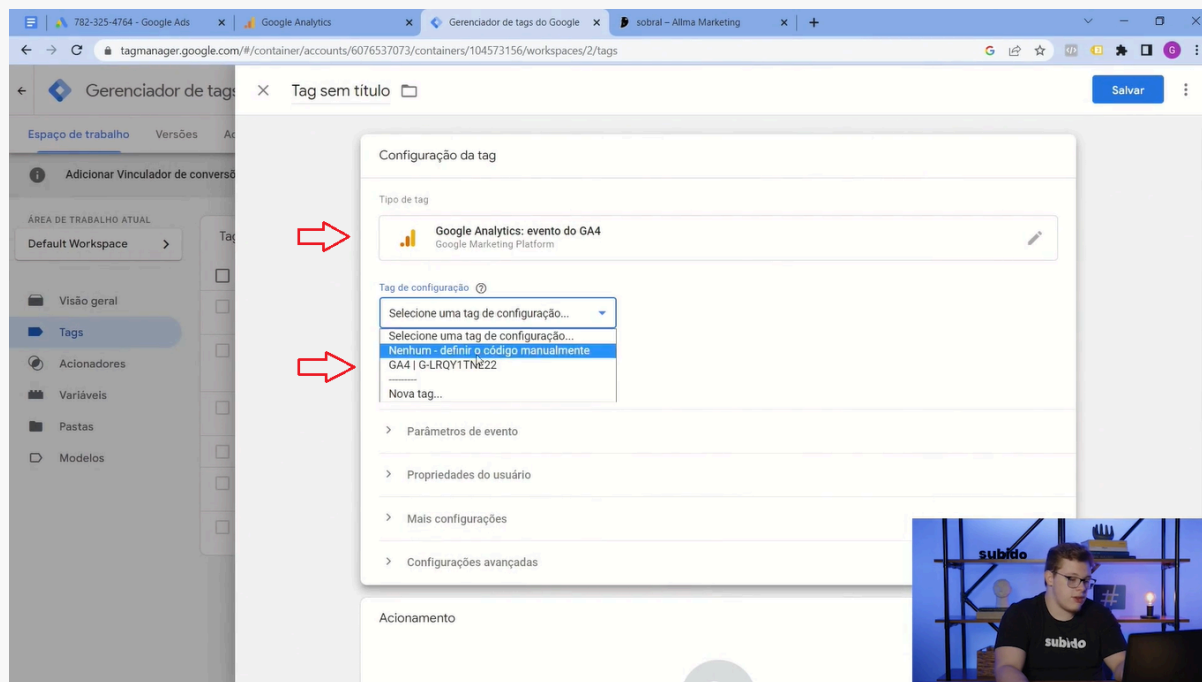 782-325-4764 - Google Ads
Google Analytics
Gerenciador de tags do Google
sobral – Allma Marketing
tagmanager.google.com/#/container/accounts/6076537073/containers/104573156/workspaces/2/tags
G
G
Gerenciador de tags
Tag sem título
Salvar
Espaço de trabalho
Versões
Ad
Adicionar Vinculador de conversõ
ÁREA DE TRABALHO ATUAL
Default Workspace
Tag
Visão geral
Tags
Acionadores
Variáveis
Pastas
Modelos
Configuração da tag
Tipo de tag
Google Analytics: evento do GA4
Google Marketing Platform
Tag de configuração
Selecione uma tag de configuração...
Selecione uma tag de configuração...
Nenhum - definir o código manualmente
GA4 | G-LRQY1TNE22
---------
Nova tag...
Parâmetros de evento
Propriedades do usuário
Mais configurações
Configurações avançadas
Acionamento
subido
#
subido